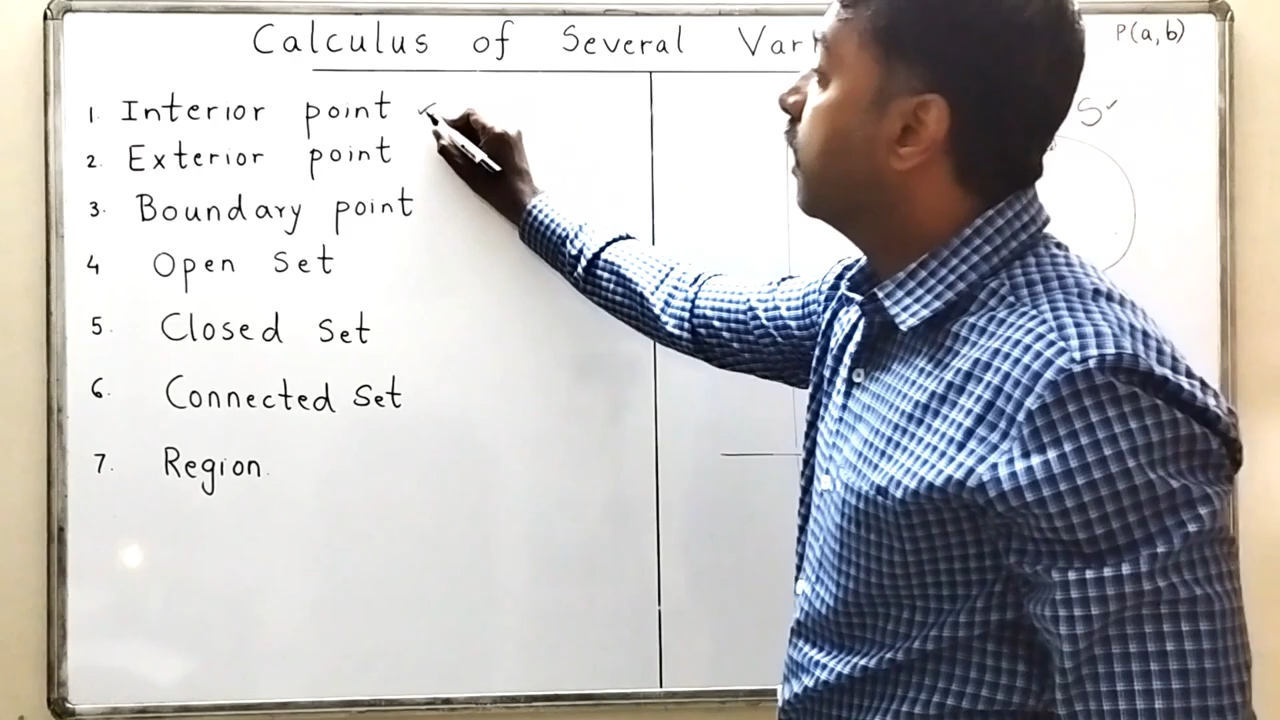 Calculus of Several
P(a,b)
S
1. Interior point
2. Exterior point
3. Boundary point
4 Open Set
5. Closed Set
6. Connected Set
7. Region.